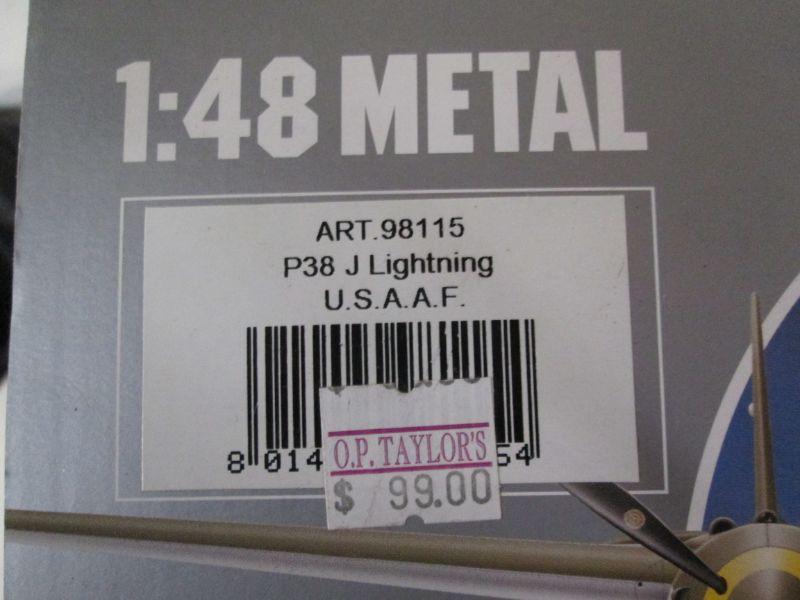 1:48 METAL
ART.98115
P38 J Lightning
U.S.A.A.F.
8 014 54
O.P. TAYLOR'S
$ 99.00